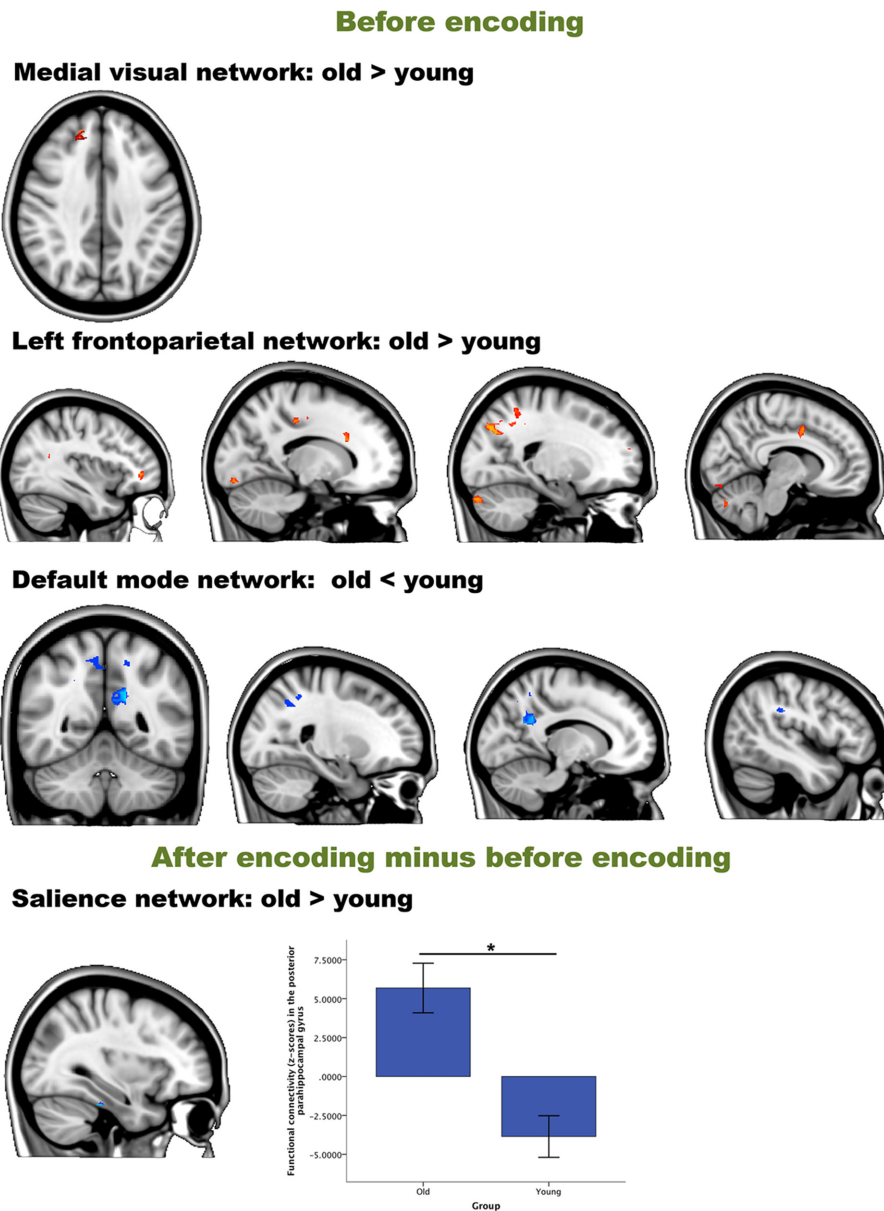 Before encoding
Medial visual network: old > young
Left frontoparietal network: old > young
Default mode network:  old < young
After encoding minus before encoding
Salience network: old > young
Functional connectivity (z-scores) in the posterior
parahippocampal gyrus
7.5000
5.0000
2.5000
.0000
-2.5000
-5.0000
*
Old
Young
Group